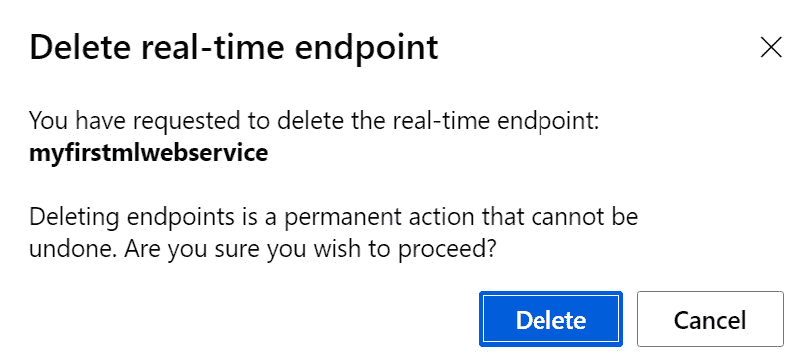 Delete real-time endpoint
You have requested to delete the real-time endpoint:
myfirstmlwebservice
Deleting endpoints is a permanent action that cannot be
undone. Are you sure you wish to proceed?
Delete
Cancel